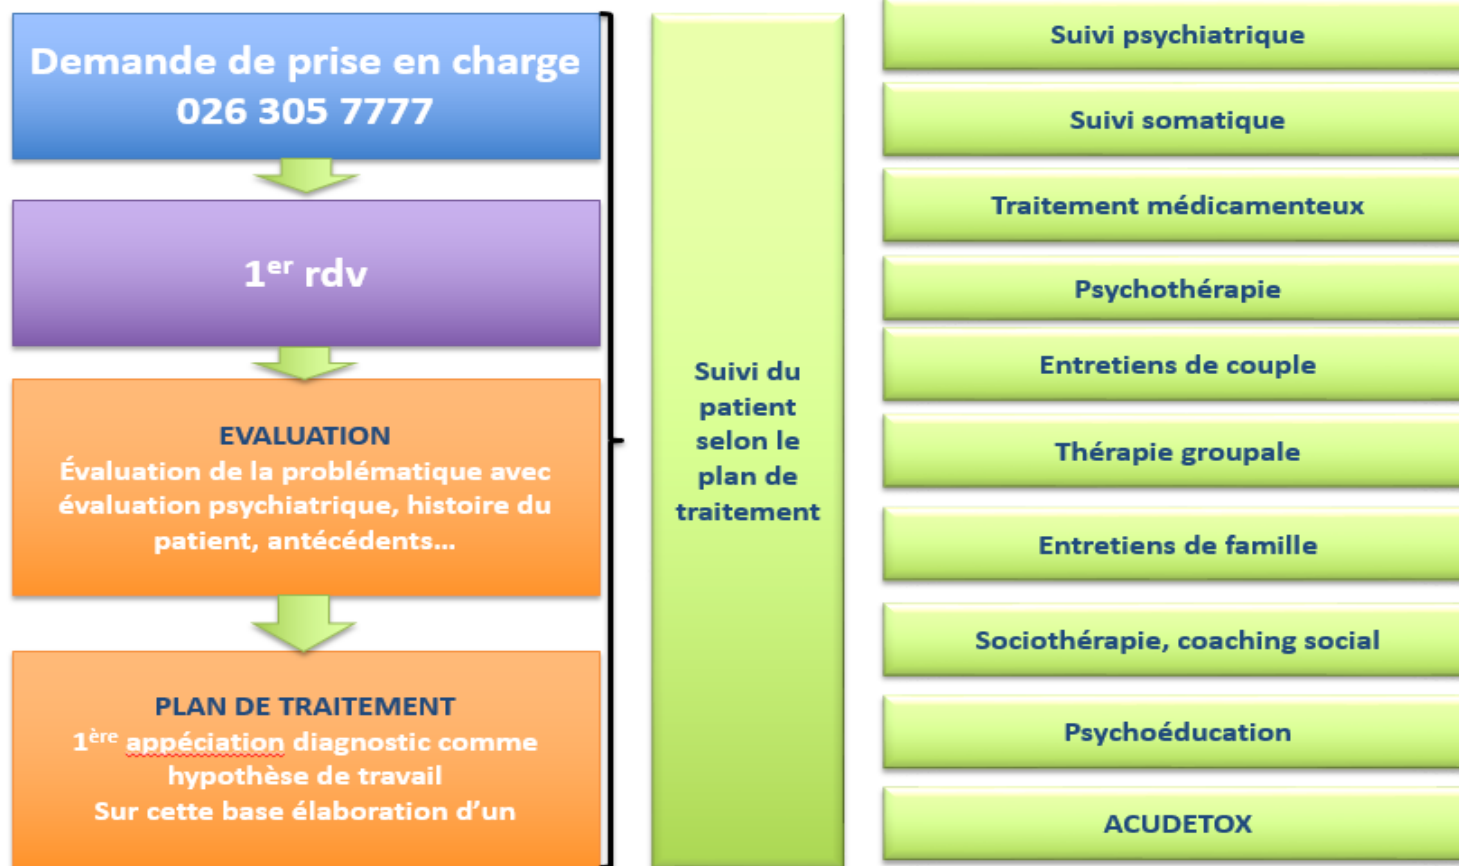 Demande de prise en charge
026 305 7777
1er rdv
EVALUATION
Évaluation de la problématique avec
évaluation psychiatrique, histoire du
patient, antécédents...
PLAN DE TRAITEMENT
1ère appéciation diagnostic comme
hypothèse de travail
Sur cette base élaboration d’un
Suivi du
patient
selon le
plan de
traitement
Suivi psychiatrique
Suivi somatique
Traitement médicamenteux
Psychothérapie
Entretiens de couple
Thérapie groupale
Entretiens de famille
Sociothérapie, coaching social
Psychoéducation
ACUDETOX